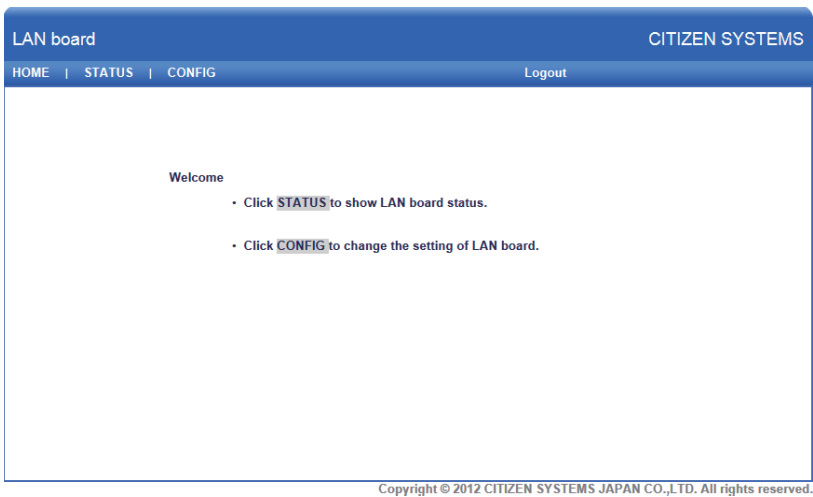 LAN board CITIZEN SYSTEMS
HOME | STATUS | CONFIG Logout
Welcome
・ Click STATUS to show LAN board status.
・ Click CONFIG to change the setting of LAN board.
Copyright © 2012 CITIZEN SYSTEMS JAPAN CO.,LTD. All rights reserved.